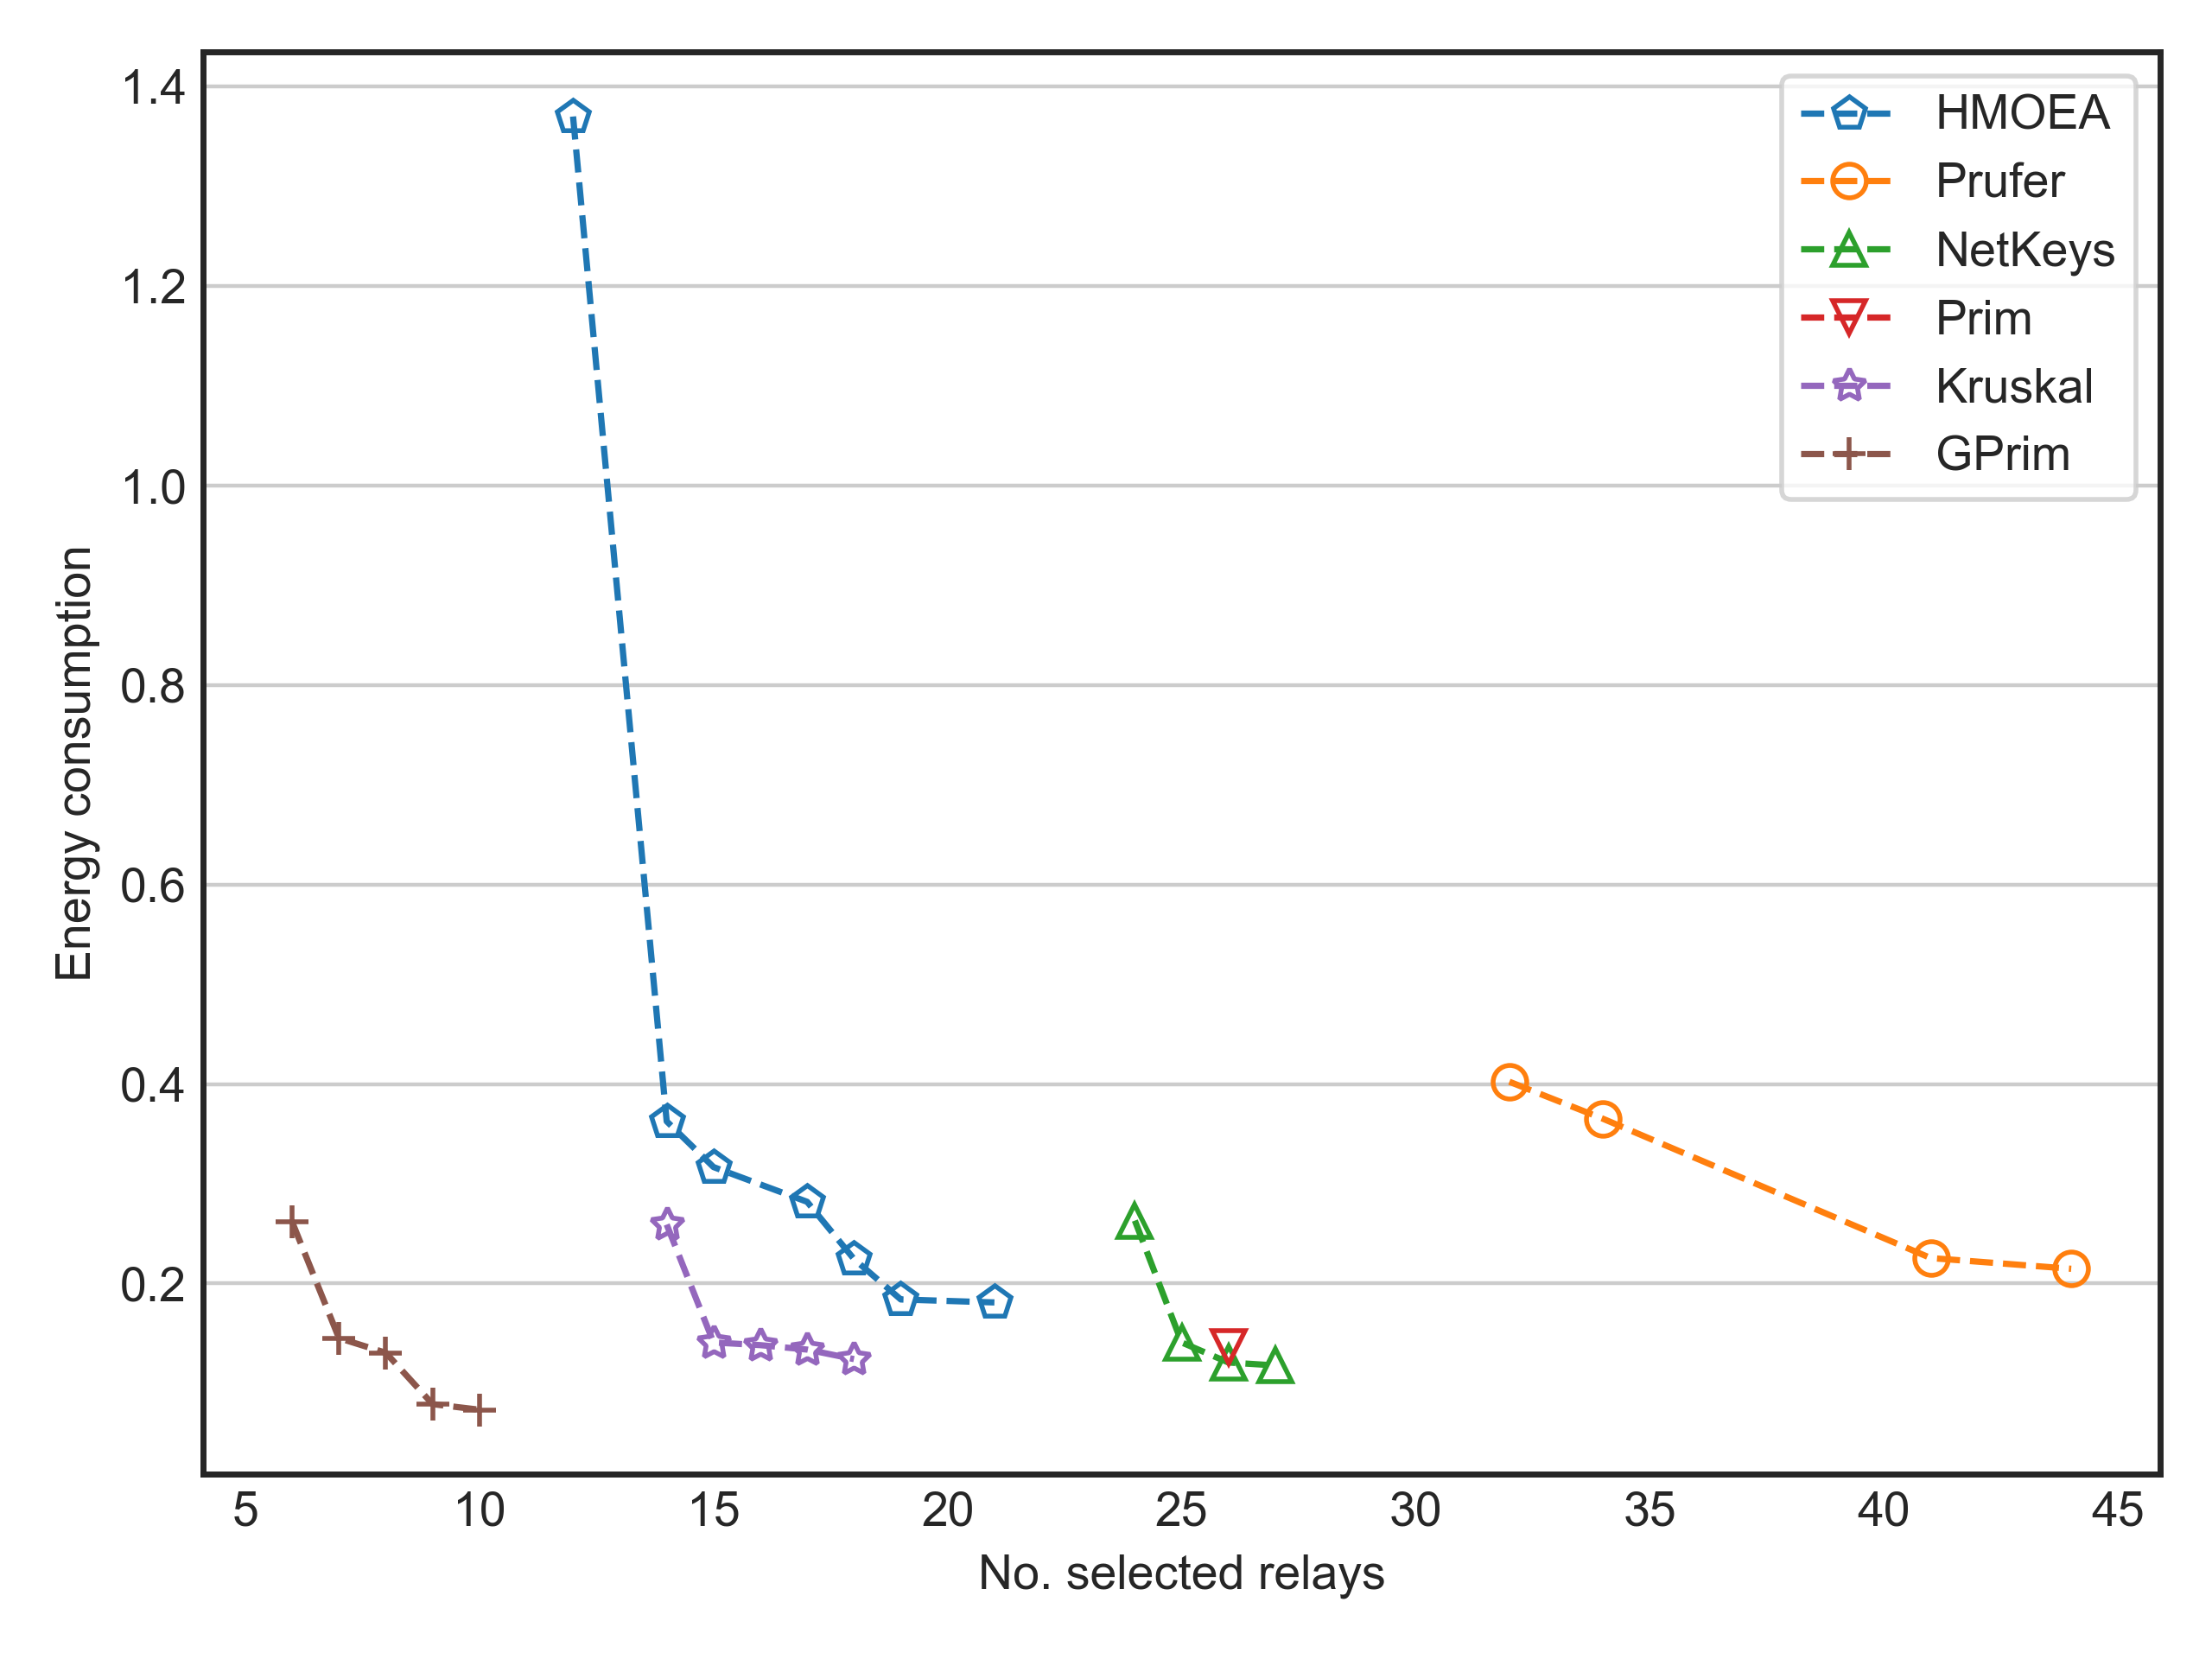 1.4
1.2
1.0
0.8
0.6
0.4
0.2
Energy consumption
HMOEA
Prufer
NetKeys
Prim
Kruskal
GPrim
5 10 15 20 25 30 35 40 45
No. selected relays